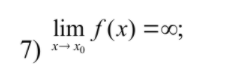 7) lim x→x₀ f(x) =∞;